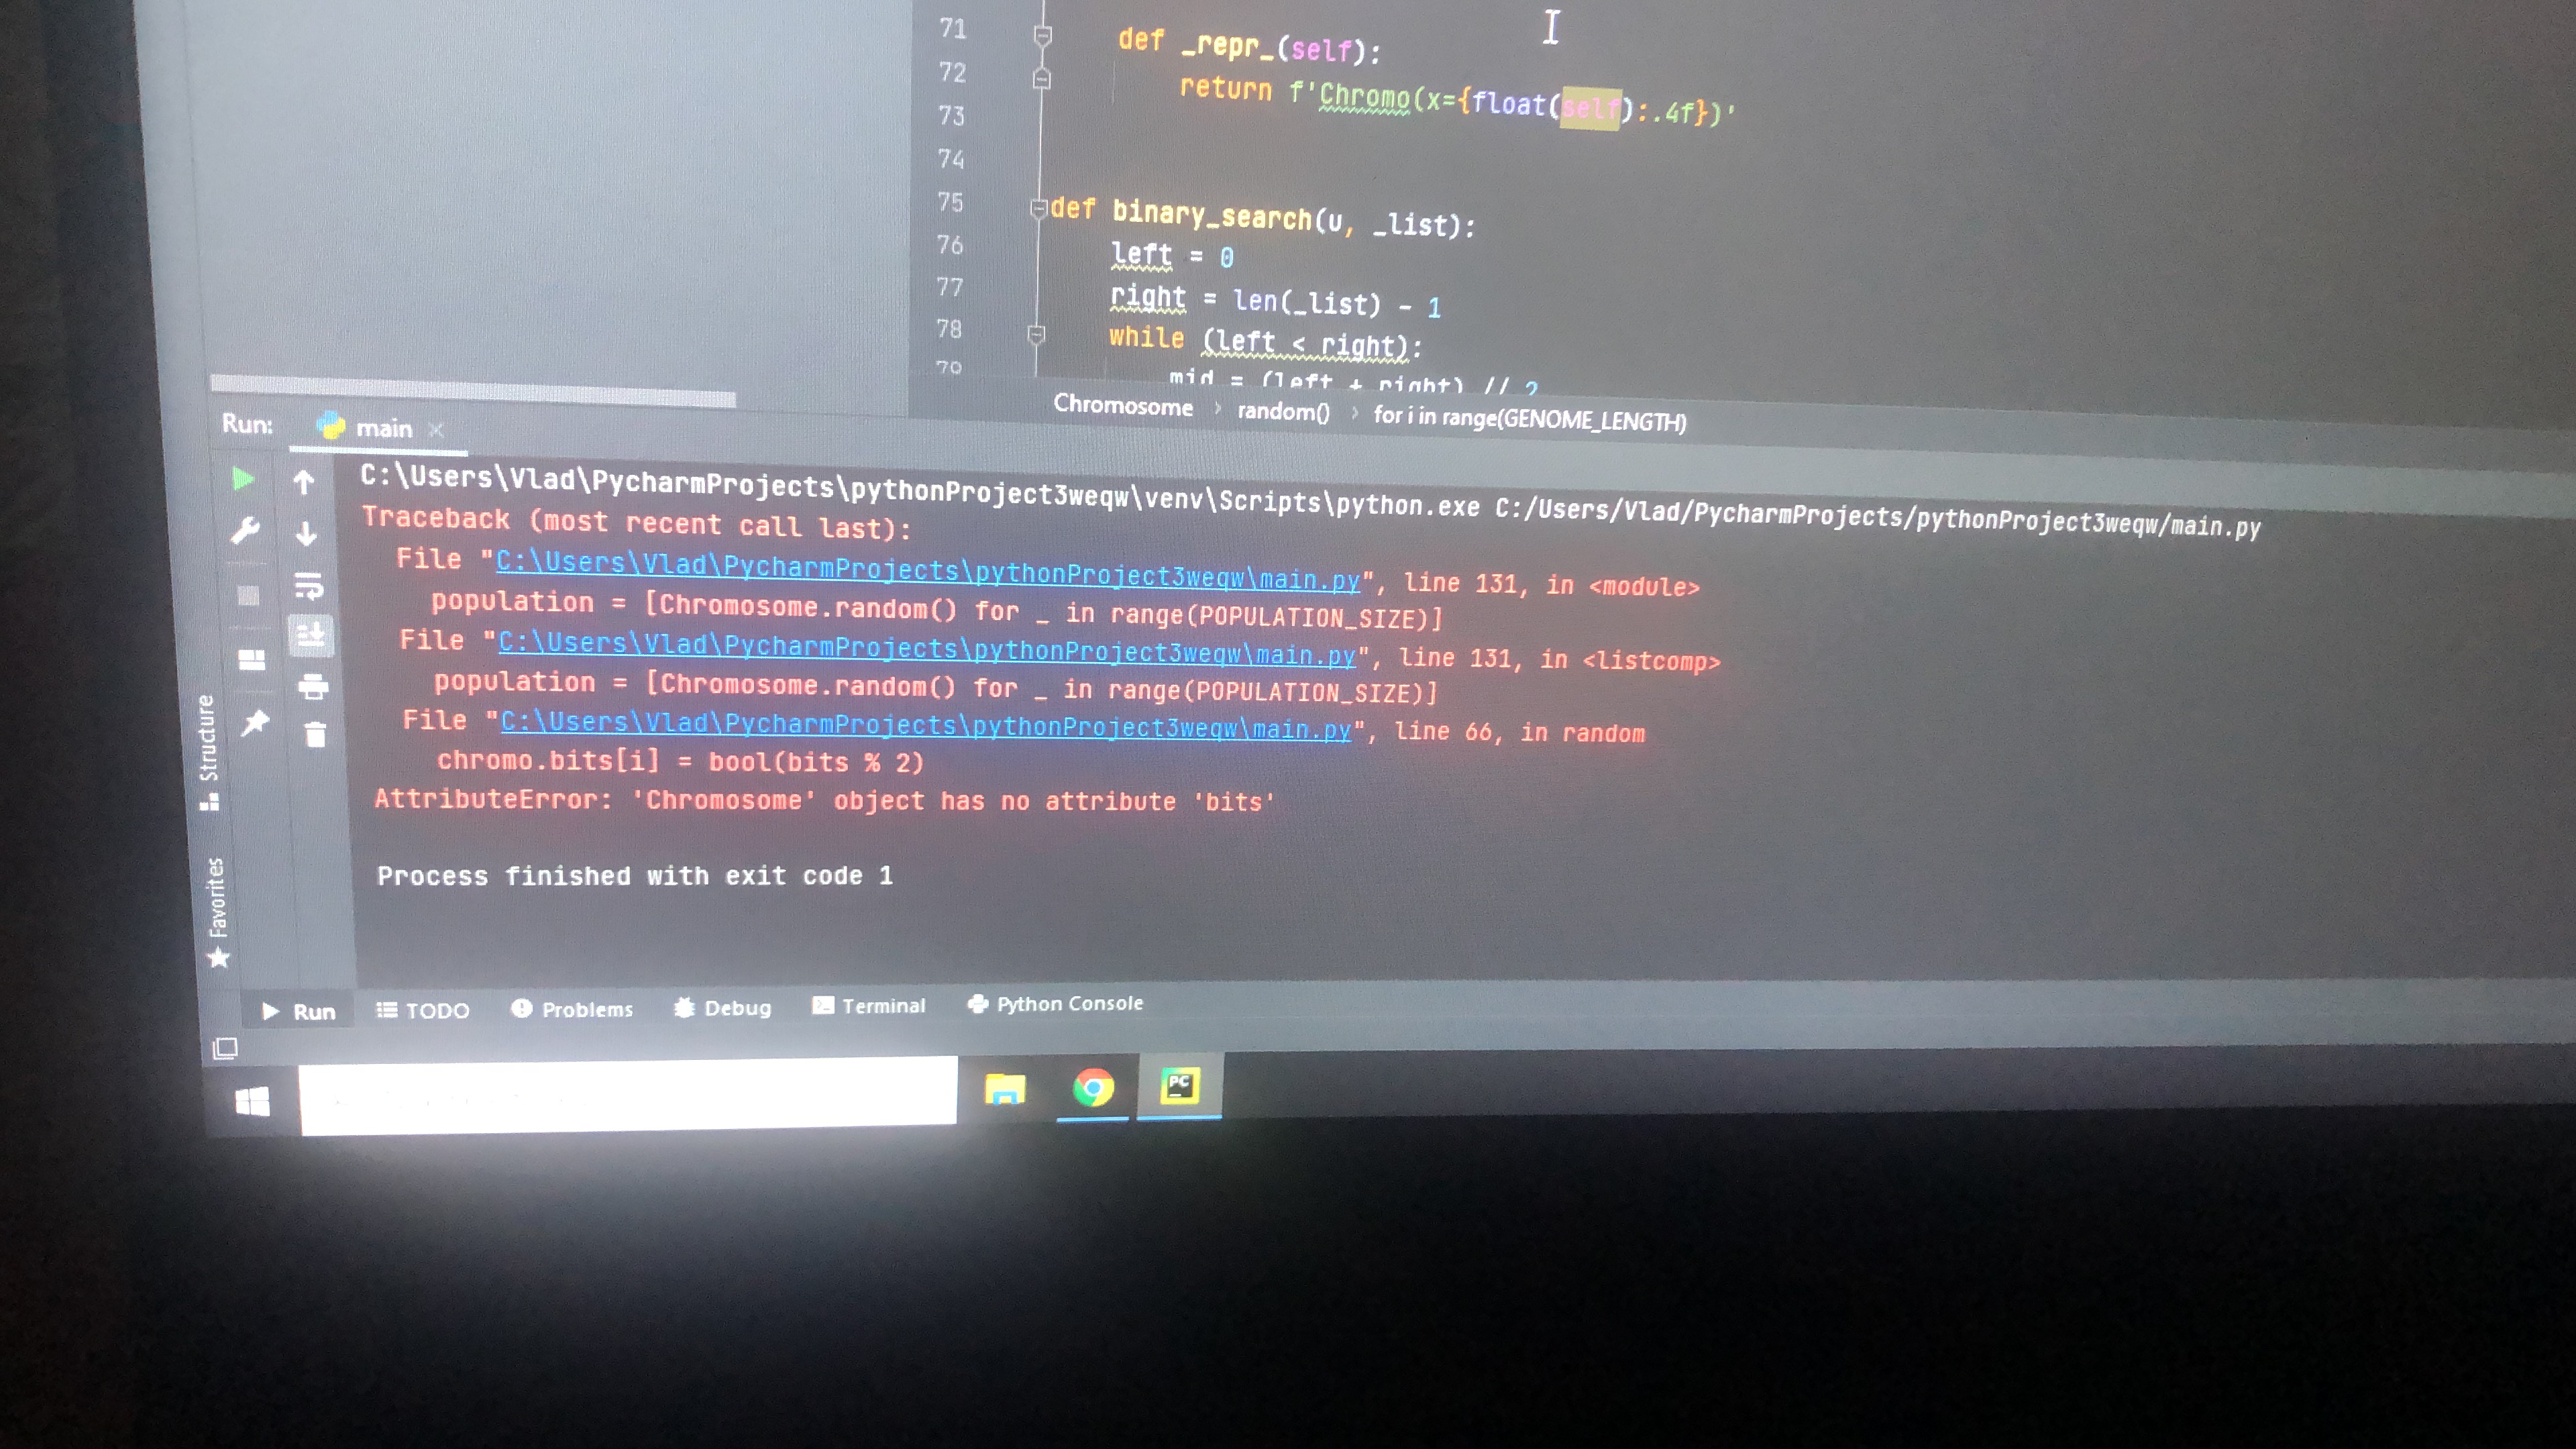 71
def _repr_(self):
72
return f'Chromo(x={float(self):.4f})'
73
74
75 def binary_search(u, _list):
76 left = 0
77 right = len(_list) - 1
78 while (left < right):
79 mid = (left + right) // 2
Chromosome › random() › for i in range(GENOME_LENGTH)
Run: main ×
C:\Users\Vlad\PycharmProjects\pythonProject3weqw\venv\Scripts\python.exe C:/Users/Vlad/PycharmProjects/pythonProject3weqw/main.py
Traceback (most recent call last):
File "C:\Users\Vlad\PycharmProjects\pythonProject3weqw\main.py", line 131, in <module>
population = [Chromosome.random() for _ in range(POPULATION_SIZE)]
File "C:\Users\Vlad\PycharmProjects\pythonProject3weqw\main.py", line 131, in <listcomp>
population = [Chromosome.random() for _ in range(POPULATION_SIZE)]
File "C:\Users\Vlad\PycharmProjects\pythonProject3weqw\main.py", line 66, in random
chromo.bits[i] = bool(bits % 2)
AttributeError: 'Chromosome' object has no attribute 'bits'
Process finished with exit code 1
Structure
Favorites
Run TODO Problems Debug Terminal Python Console
PC